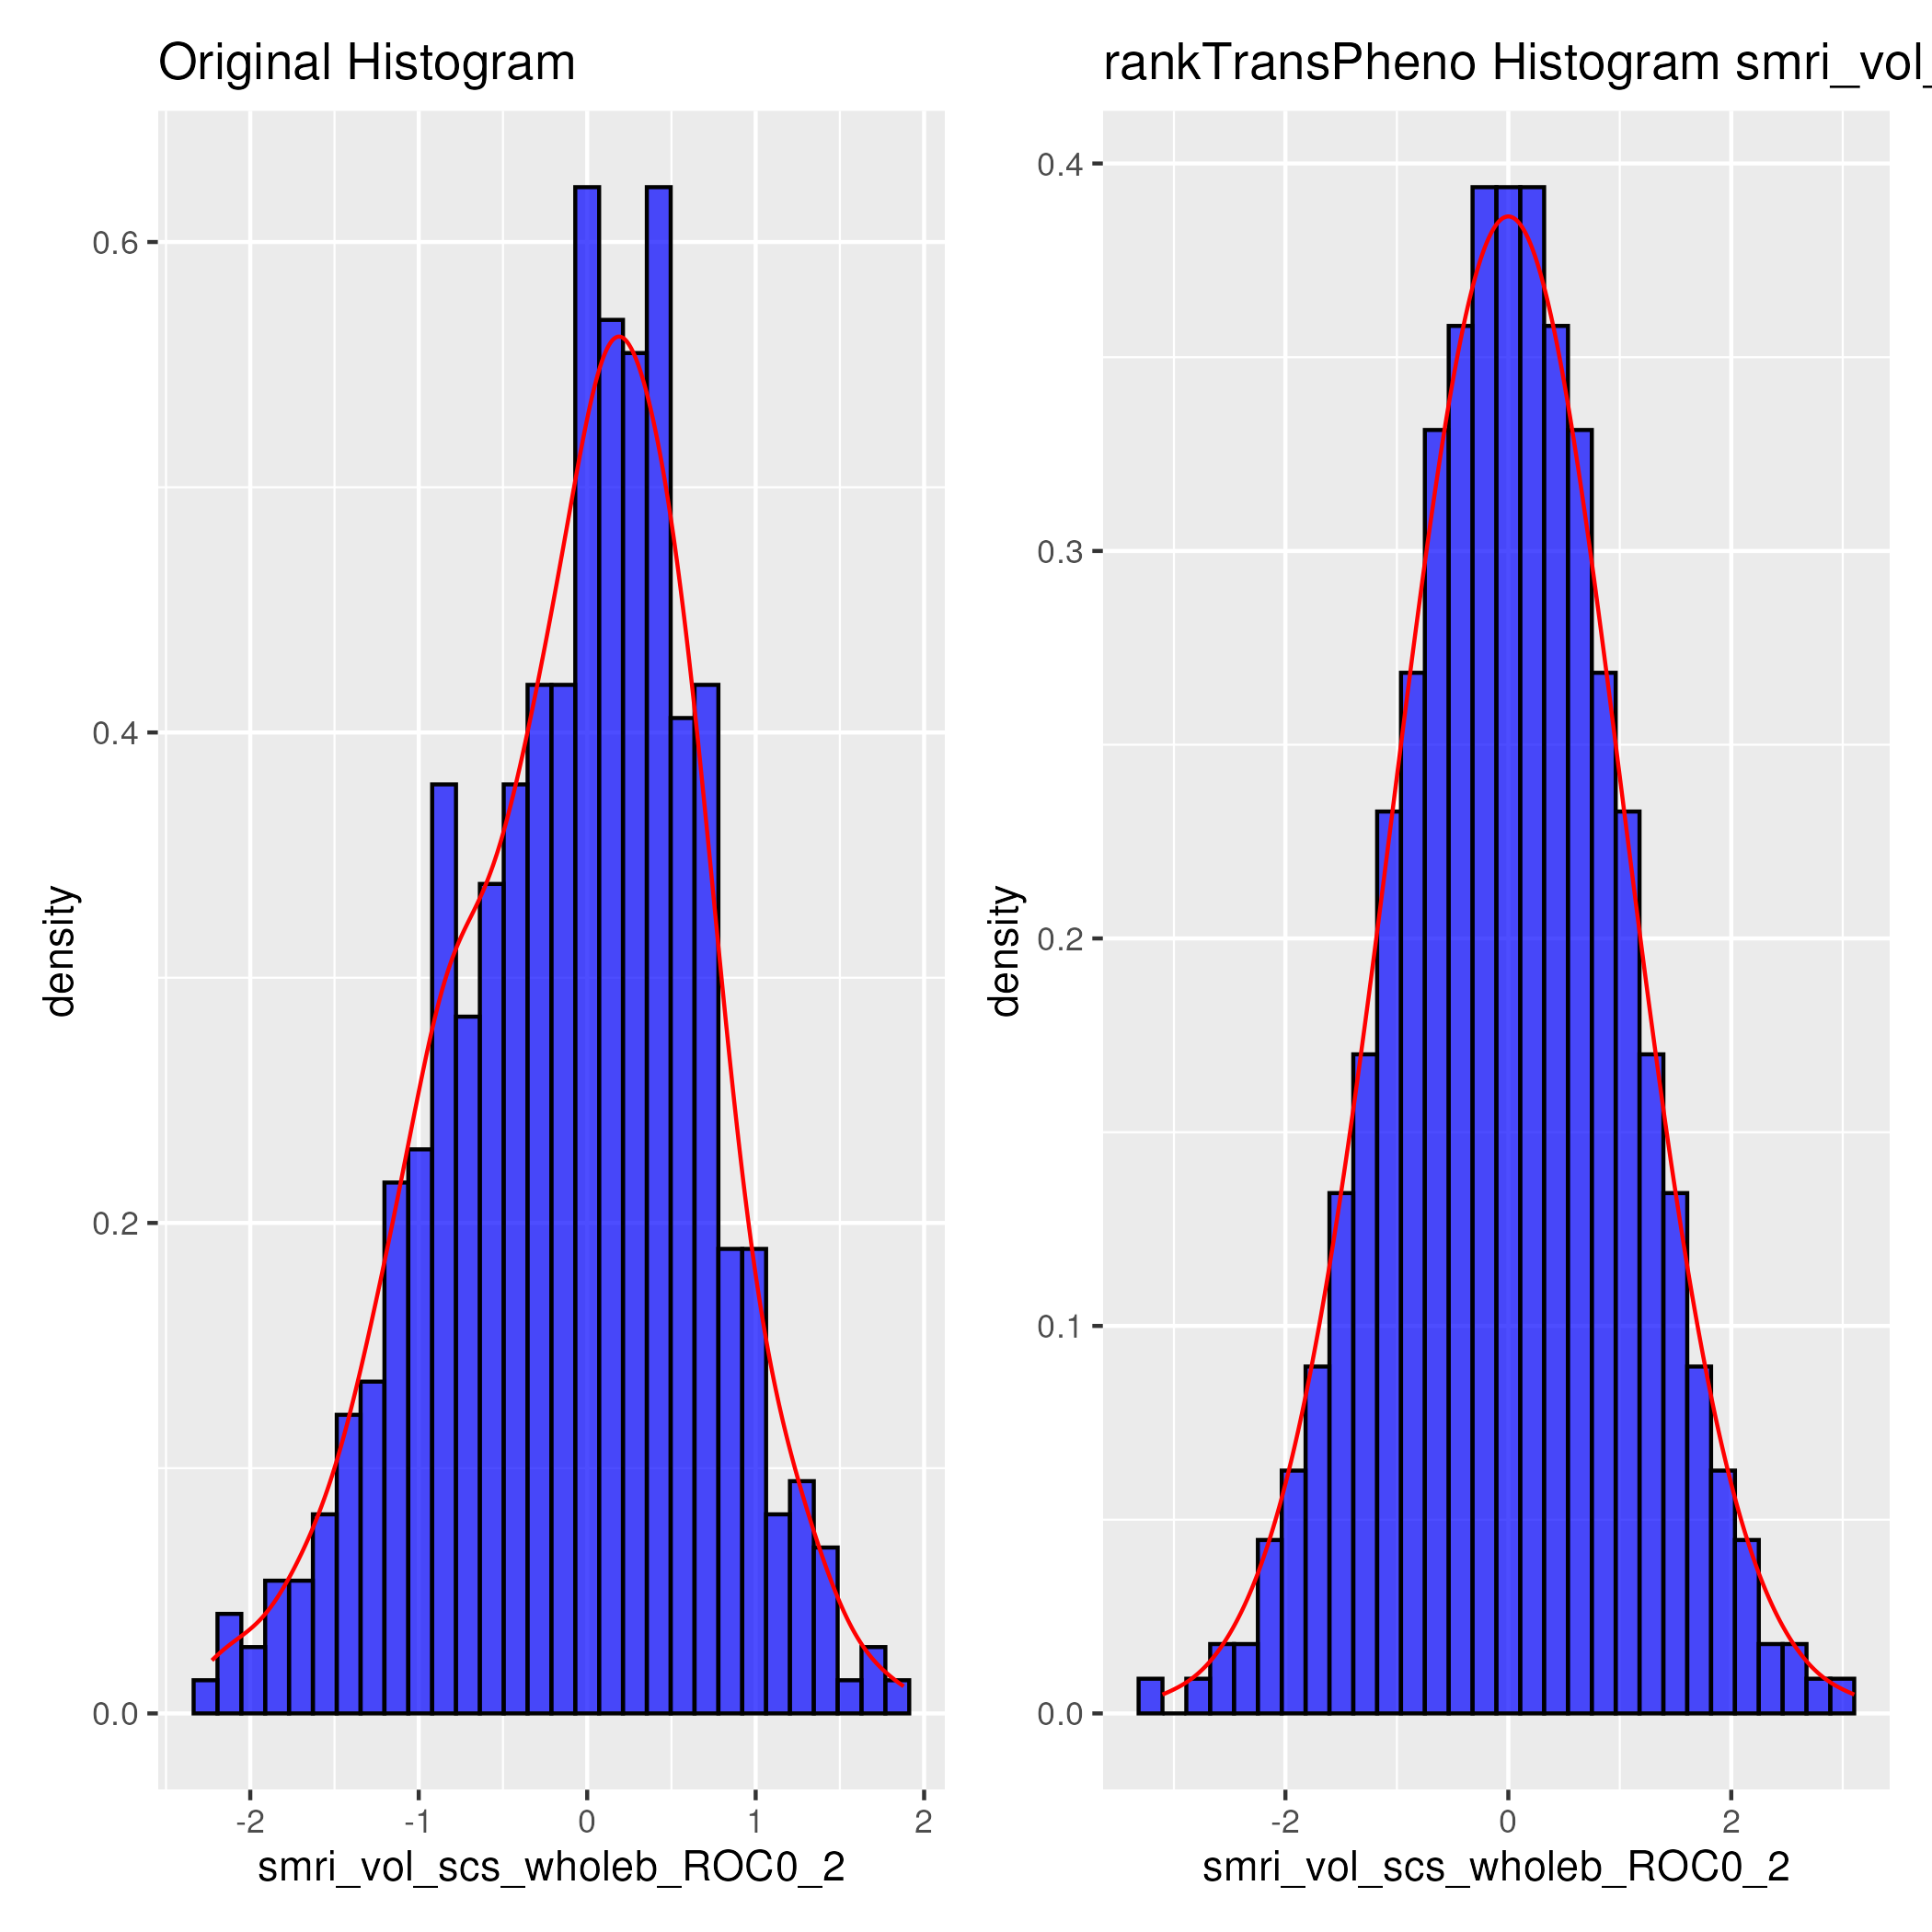 Original Histogram
0.6
0.4
0.2
0.0
density
-2 -1 0 1 2
smri_vol_scs_wholeb_ROC0_2
rankTransPheno Histogram smri_vol_
0.4
0.3
0.2
0.1
0.0
density
-2 0 2
smri_vol_scs_wholeb_ROC0_2